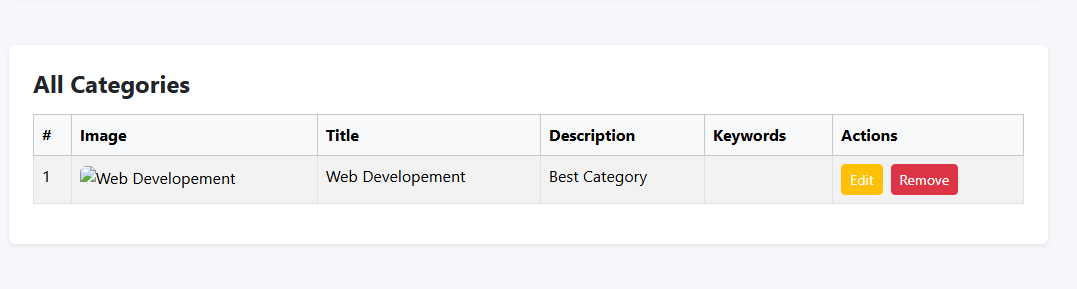 All Categories
# Image Title Description Keywords Actions
1 Web Developement Web Developement Best Category Edit Remove